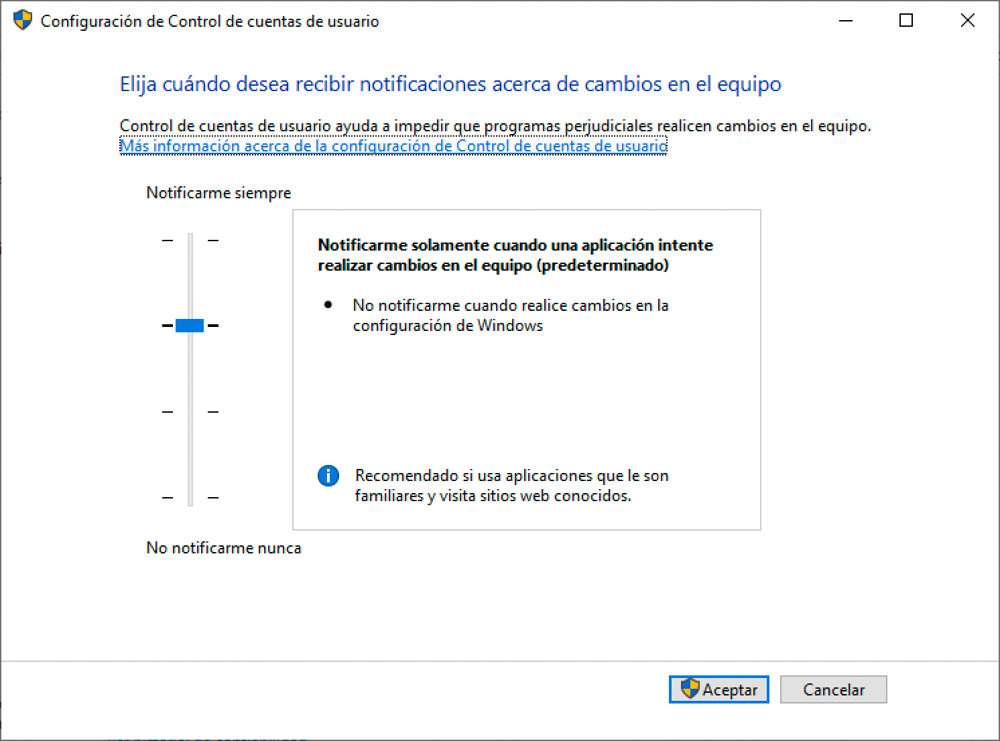 Configuración de Control de cuentas de usuario
Elija cuándo desea recibir notificaciones acerca de cambios en el equipo
Control de cuentas de usuario ayuda a impedir que programas perjudiciales realicen cambios en el equipo.
Más información acerca de la configuración de Control de cuentas de usuario
Notificarme siempre
Notificarme solamente cuando una aplicación intente
realizar cambios en el equipo (predeterminado)
No notificarme cuando realice cambios en la
configuración de Windows
Recomendado si usa aplicaciones que le son
familiares y visita sitios web conocidos.
No notificarme nunca
Aceptar
Cancelar